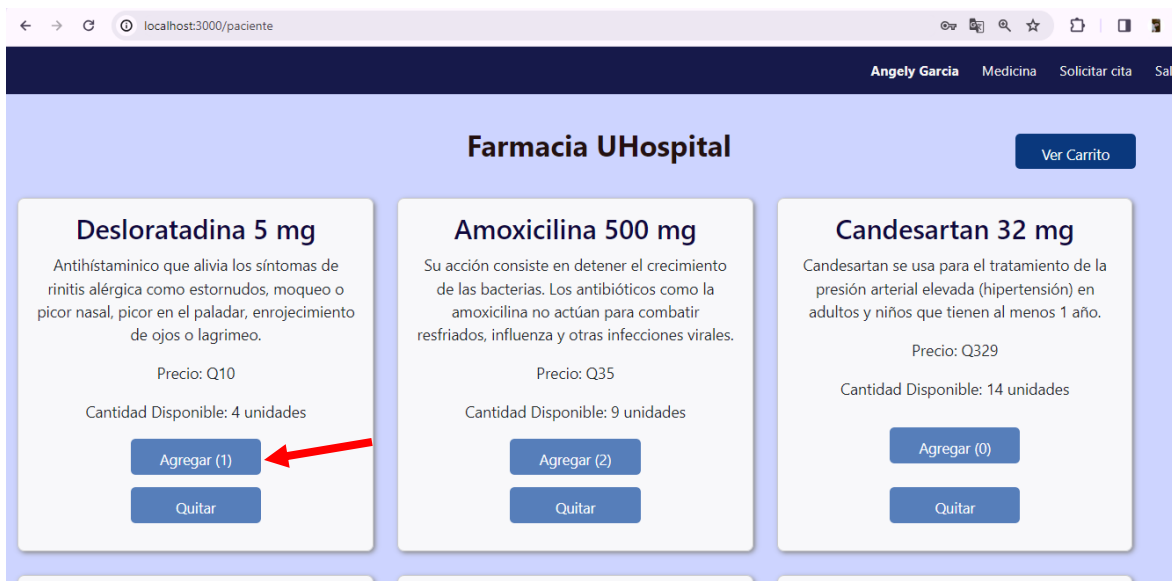 localhost:3000/paciente
Angely Garcia Medicina Solicitar cita
Farmacia UHospital
Ver Carrito
Desloratadina 5 mg
Antihístaminico que alivia los síntomas de
rinitis alérgica como estornudos, moqueo o
picor nasal, picor en el paladar, enrojecimiento
de ojos o lagrimeo.
Precio: Q10
Cantidad Disponible: 4 unidades
Agregar (1)
Quitar
Amoxicilina 500 mg
Su acción consiste en detener el crecimiento
de las bacterias. Los antibióticos como la
amoxicilina no actúan para combatir
resfriados, influenza y otras infecciones virales.
Precio: Q35
Cantidad Disponible: 9 unidades
Agregar (2)
Quitar
Candesartan 32 mg
Candesartan se usa para el tratamiento de la
presión arterial elevada (hipertensión) en
adultos y niños que tienen al menos 1 año.
Precio: Q329
Cantidad Disponible: 14 unidades
Agregar (0)
Quitar